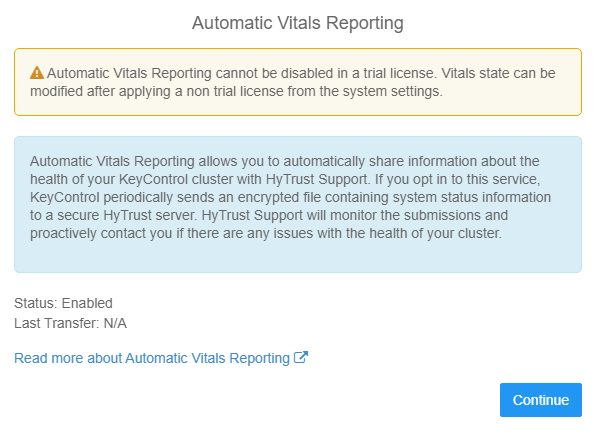 Automatic Vitals Reporting
Automatic Vitals Reporting cannot be disabled in a trial license. Vitals state can be
modified after applying a non trial license from the system settings.
Automatic Vitals Reporting allows you to automatically share information about the
health of your KeyControl cluster with HyTrust Support. If you opt in to this service,
KeyControl periodically sends an encrypted file containing system status information
to a secure HyTrust server. HyTrust Support will monitor the submissions and
proactively contact you if there are any issues with the health of your cluster.
Status: Enabled
Last Transfer: N/A
Read more about Automatic Vitals Reporting
Continue